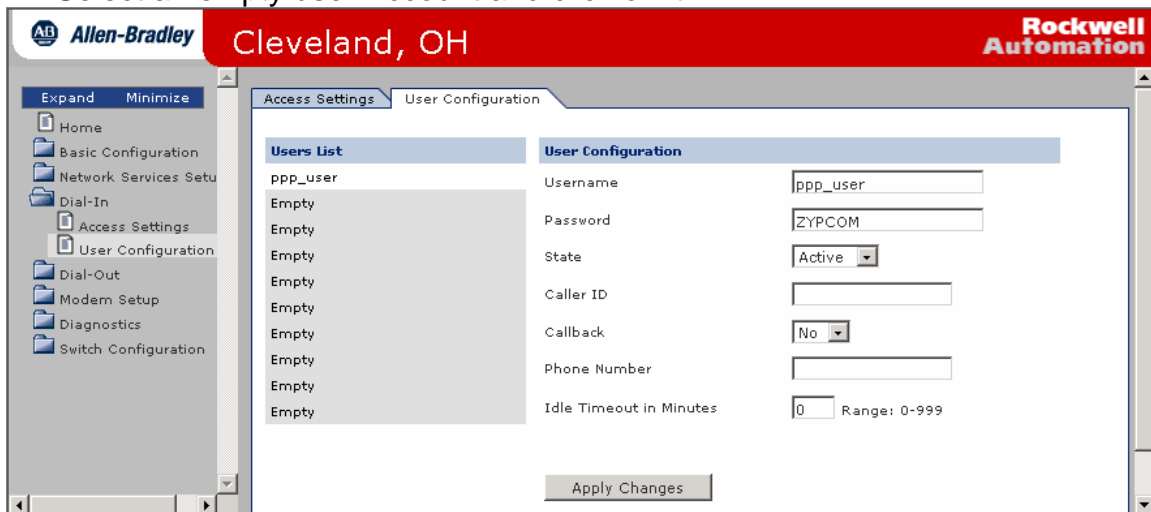 AB Allen-Bradley
Cleveland, OH
Rockwell
Automation
Expand Minimize
Home
Basic Configuration
Network Services Setu
Dial-In
Access Settings
User Configuration
Dial-Out
Modem Setup
Diagnostics
Switch Configuration
Access Settings User Configuration
Users List
ppp_user
Empty
Empty
Empty
Empty
Empty
Empty
Empty
Empty
Empty
User Configuration
Username ppp_user
Password ZYPCOM
State Active
Caller ID
Callback No
Phone Number
Idle Timeout in Minutes 0 Range: 0-999
Apply Changes